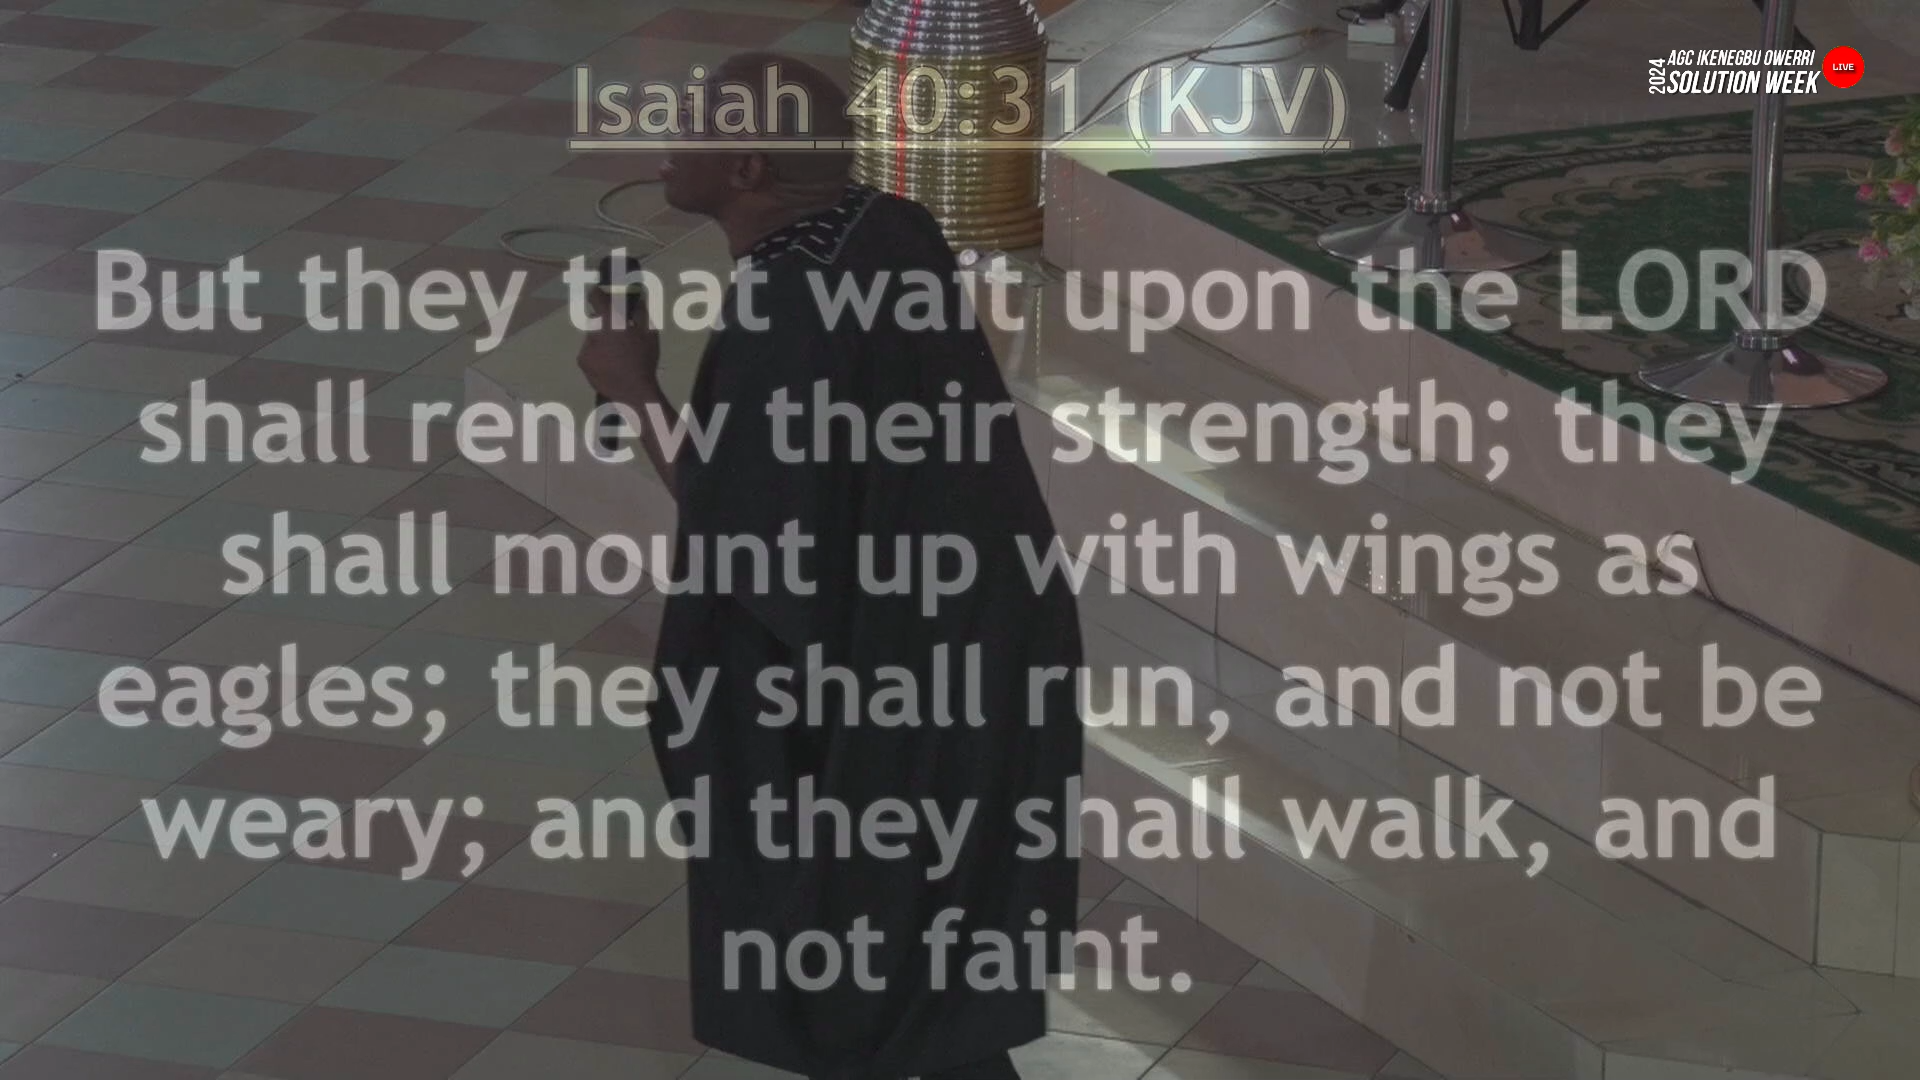 2024
AGC IKENEGBU OWERRI
SOLUTION WEEK
LIVE
Isaiah 40:31 (KJV)
But they that wait upon the LORD
shall renew their strength; they
shall mount up with wings as
eagles; they shall run, and not be
weary; and they shall walk, and
not faint.